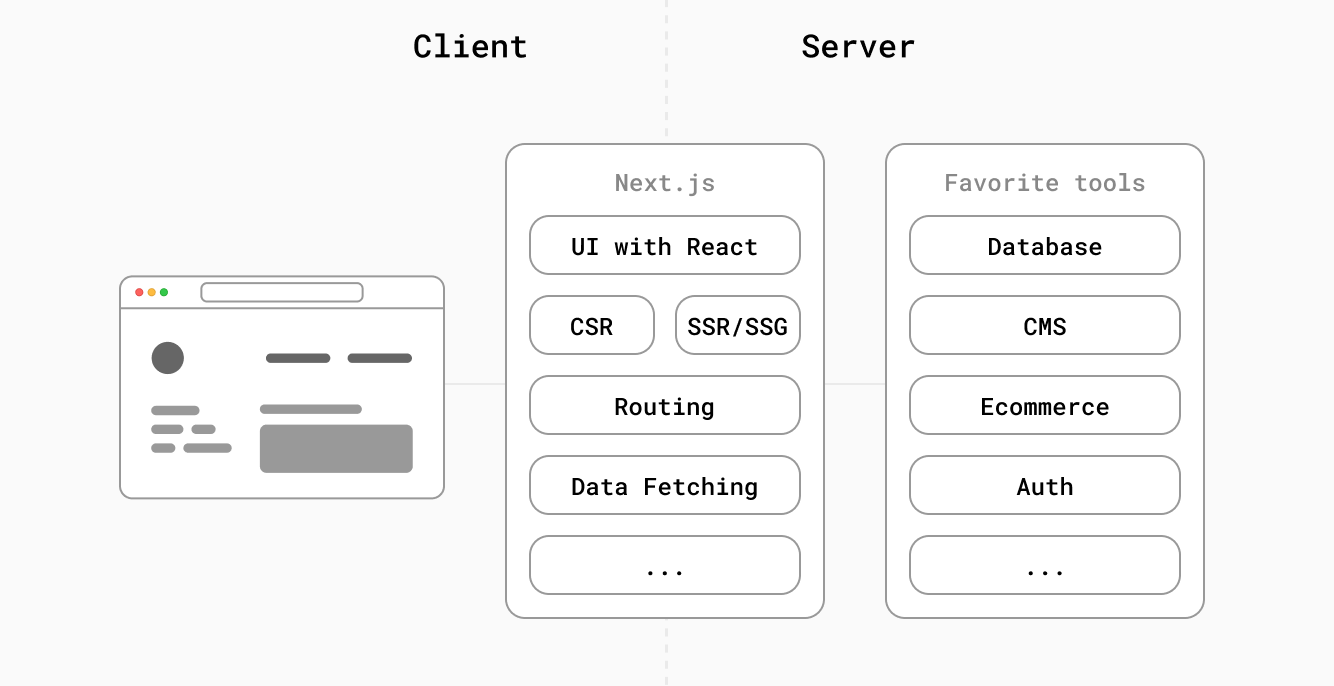 Client
Server
Next.js
UI with React
CSR
SSR/SSG
Routing
Data Fetching
...
Favorite tools
Database
CMS
Ecommerce
Auth
...